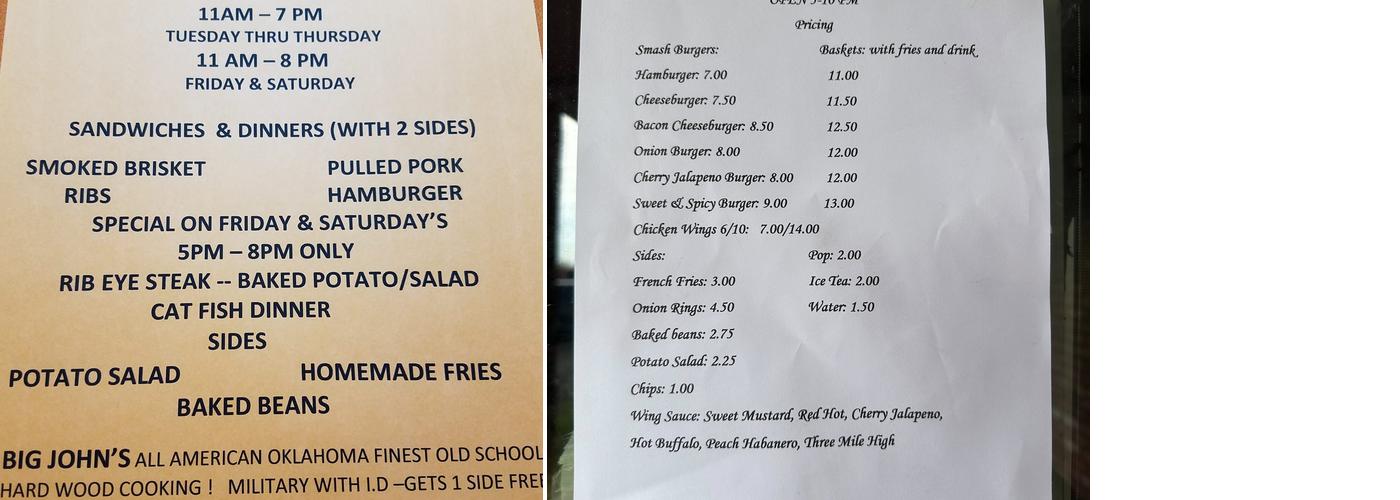 11AM – 7 PM
TUESDAY THRU THURSDAY
11 AM – 8 PM
FRIDAY & SATURDAY
SANDWICHES & DINNERS (WITH 2 SIDES)
SMOKED BRISKET PULLED PORK
RIBS HAMBURGER
SPECIAL ON FRIDAY & SATURDAY'S
5PM – 8PM ONLY
RIB EYE STEAK -- BAKED POTATO/SALAD
CAT FISH DINNER
SIDES
POTATO SALAD HOMEMADE FRIES
BAKED BEANS
BIG JOHN'S ALL AMERICAN OKLAHOMA FINEST OLD SCHOOL
HARD WOOD COOKING ! MILITARY WITH I.D –GETS 1 SIDE FREE
OPEN 5-10 PM
Pricing
Smash Burgers: Baskets: with fries and drink
Hamburger: 7.00 11.00
Cheeseburger: 7.50 11.50
Bacon Cheeseburger: 8.50 12.50
Onion Burger: 8.00 12.00
Cherry Jalapeno Burger: 8.00 12.00
Sweet & Spicy Burger: 9.00 13.00
Chicken Wings 6/10: 7.00/14.00
Sides: Pop: 2.00
French Fries: 3.00 Ice Tea: 2.00
Onion Rings: 4.50 Water: 1.50
Baked beans: 2.75
Potato Salad: 2.25
Chips: 1.00
Wing Sauce: Sweet Mustard, Red Hot, Cherry Jalapeno,
Hot Buffalo, Peach Habanero, Three Mile High